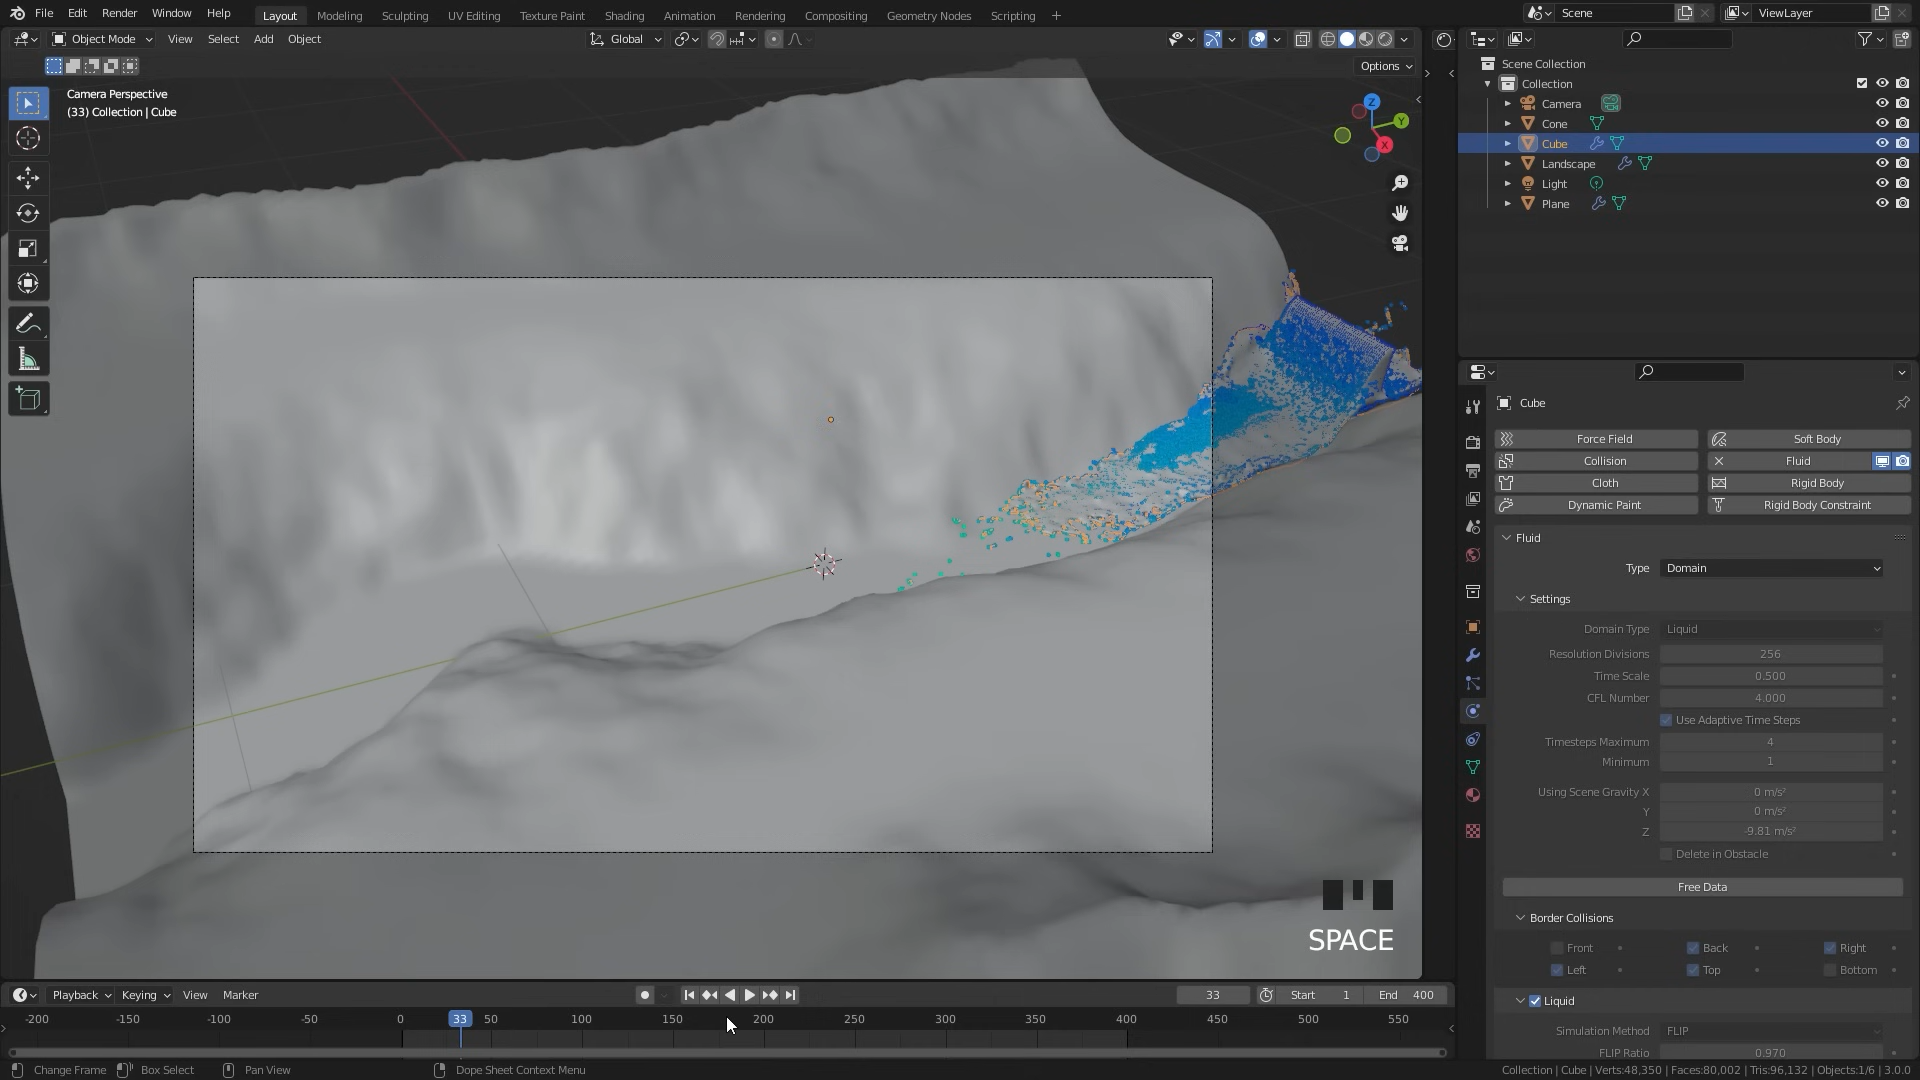 File Edit Render Window Help Layout Modeling Sculpting UV Editing Texture Paint Shading Animation Rendering Compositing Geometry Nodes Scripting + Scene ViewLayer
Object Mode View Select Add Object Global
Options
Camera Perspective
(33) Collection | Cube
Z
Y
X
Scene Collection
Collection
Camera
Cone
Cube
Landscape
Light
Plane
Cube
Force Field Soft Body
Collision Fluid
Cloth Rigid Body
Dynamic Paint Rigid Body Constraint
Fluid
Type Domain
Settings
Domain Type Liquid
Resolution Divisions 256
Time Scale 0.500
CFL Number 4.000
Use Adaptive Time Steps
Timesteps Maximum 4
Minimum 1
Using Scene Gravity X 0 m/s²
Y 0 m/s²
Z -9.81 m/s²
Delete in Obstacle
Free Data
Border Collisions
Front Back Right
Left Top Bottom
Liquid
Simulation Method FLIP
FLIP Ratio 0.970
SPACE
Playback Keying View Marker 33 Start 1 End 400
-200 -150 -100 -50 0 33 50 100 150 200 250 300 350 400 450 500 550
Change Frame Box Select Pan View Dope Sheet Context Menu Collection | Cube | Verts:48,350 | Faces:80,002 | Tris:96,132 | Objects:1/6 | 3.0.0